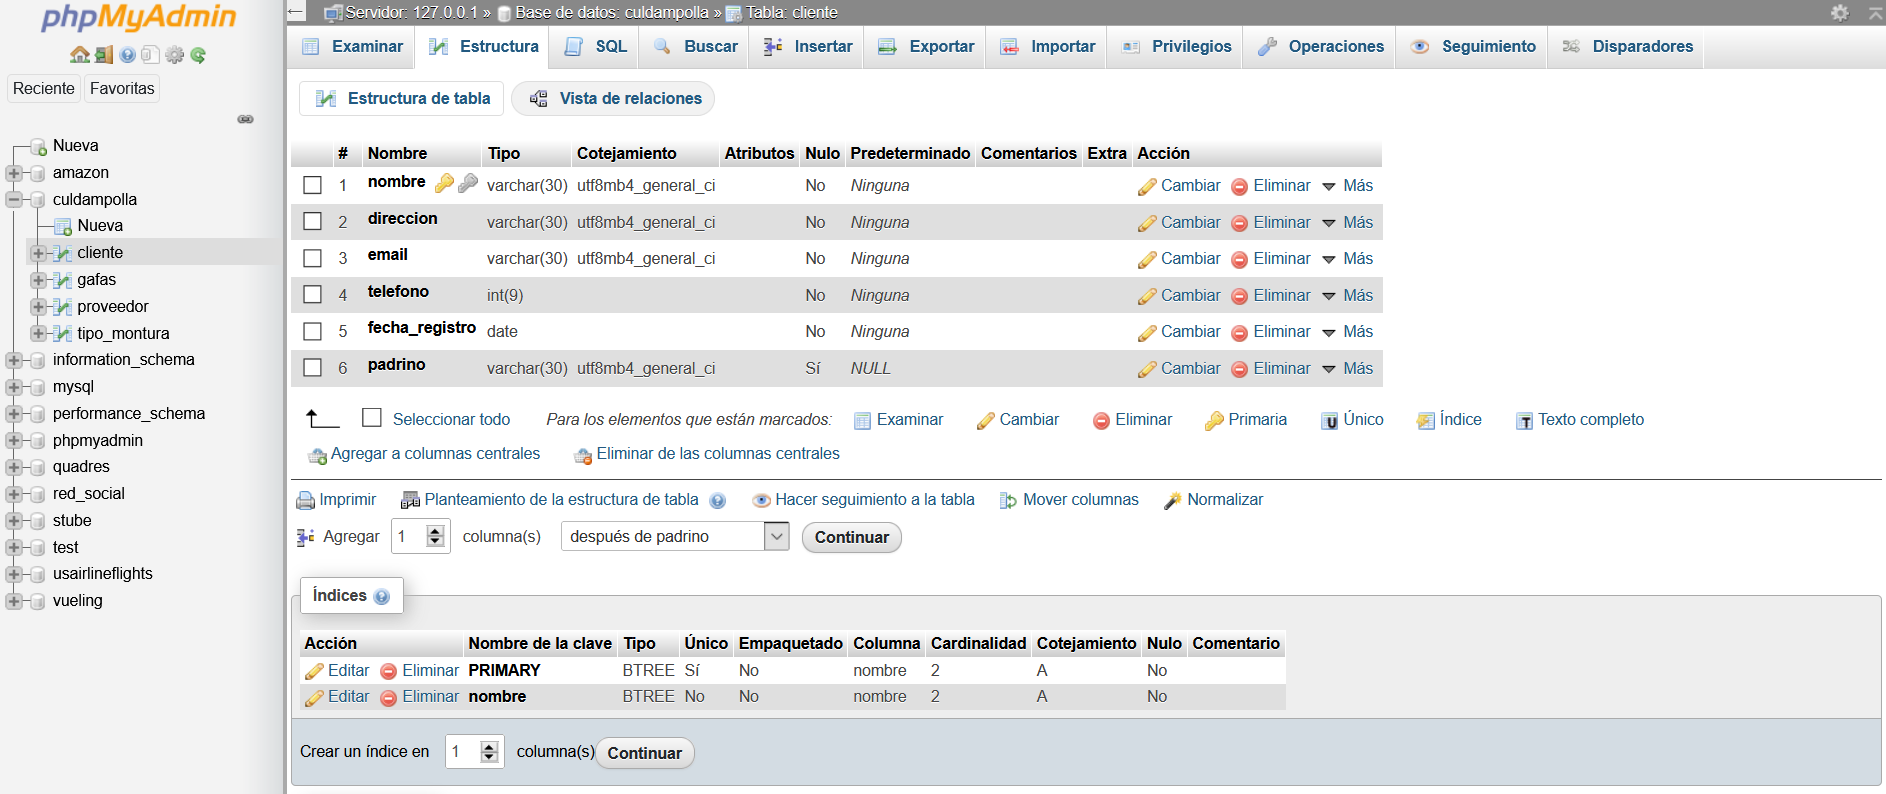 phpMyAdmin
Reciente Favoritas
Nueva
amazon
culdampolla
Nueva
cliente
gafas
proveedor
tipo_montura
information_schema
mysql
performance_schema
phpmyadmin
quadres
red_social
stube
test
usairlineflights
vueling
Servidor: 127.0.0.1 » Base de datos: culdampolla » Tabla: cliente
Examinar Estructura SQL Buscar Insertar Exportar Importar Privilegios Operaciones Seguimiento Disparadores
Estructura de tabla Vista de relaciones
# Nombre Tipo Cotejamiento Atributos Nulo Predeterminado Comentarios Extra Acción
1 nombre varchar(30) utf8mb4_general_ci No Ninguna Cambiar Eliminar Más
2 direccion varchar(30) utf8mb4_general_ci No Ninguna Cambiar Eliminar Más
3 email varchar(30) utf8mb4_general_ci No Ninguna Cambiar Eliminar Más
4 telefono int(9) No Ninguna Cambiar Eliminar Más
5 fecha_registro date No Ninguna Cambiar Eliminar Más
6 padrino varchar(30) utf8mb4_general_ci Sí NULL Cambiar Eliminar Más
Seleccionar todo Para los elementos que están marcados: Examinar Cambiar Eliminar Primaria Único Índice Texto completo
Agregar a columnas centrales Eliminar de las columnas centrales
Imprimir Planteamiento de la estructura de tabla Hacer seguimiento a la tabla Mover columnas Normalizar
Agregar 1 columna(s) después de padrino Continuar
Índices
Acción Nombre de la clave Tipo Único Empaquetado Columna Cardinalidad Cotejamiento Nulo Comentario
Editar Eliminar PRIMARY BTREE Sí No nombre 2 A No
Editar Eliminar nombre BTREE No No nombre 2 A No
Crear un índice en 1 columna(s) Continuar